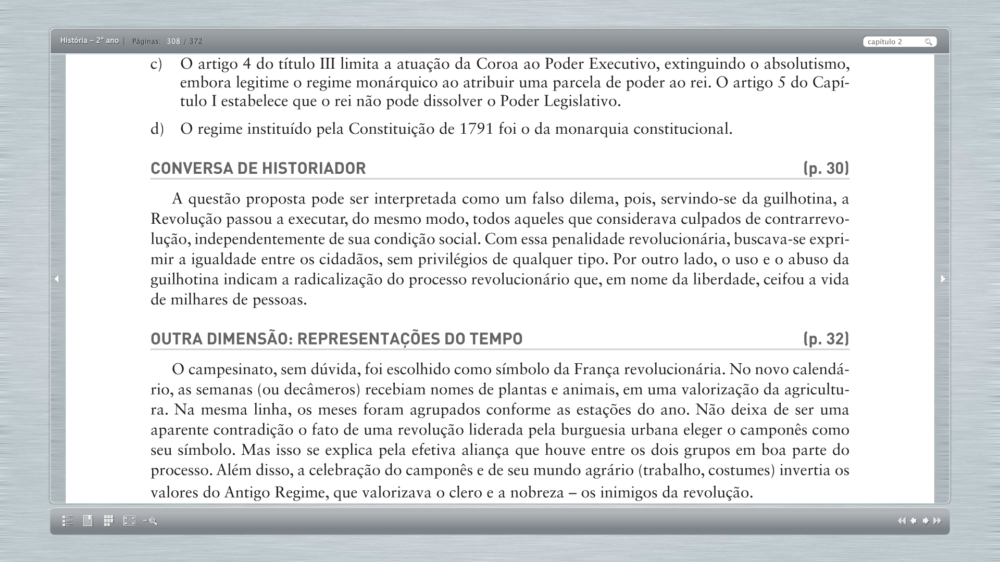 História – 2º ano | Páginas: 308 / 372
capítulo 2
c) O artigo 4 do título III limita a atuação da Coroa ao Poder Executivo, extinguindo o absolutismo,
embora legitime o regime monárquico ao atribuir uma parcela de poder ao rei. O artigo 5 do Capí-
tulo I estabelece que o rei não pode dissolver o Poder Legislativo.
d) O regime instituído pela Constituição de 1791 foi o da monarquia constitucional.
CONVERSA DE HISTORIADOR (p. 30)
A questão proposta pode ser interpretada como um falso dilema, pois, servindo-se da guilhotina, a
Revolução passou a executar, do mesmo modo, todos aqueles que considerava culpados de contrarrevo-
lução, independentemente de sua condição social. Com essa penalidade revolucionária, buscava-se expri-
mir a igualdade entre os cidadãos, sem privilégios de qualquer tipo. Por outro lado, o uso e o abuso da
guilhotina indicam a radicalização do processo revolucionário que, em nome da liberdade, ceifou a vida
de milhares de pessoas.
OUTRA DIMENSÃO: REPRESENTAÇÕES DO TEMPO (p. 32)
O campesinato, sem dúvida, foi escolhido como símbolo da França revolucionária. No novo calendá-
rio, as semanas (ou decâmeros) recebiam nomes de plantas e animais, em uma valorização da agricultu-
ra. Na mesma linha, os meses foram agrupados conforme as estações do ano. Não deixa de ser uma
aparente contradição o fato de uma revolução liderada pela burguesia urbana eleger o camponês como
seu símbolo. Mas isso se explica pela efetiva aliança que houve entre os dois grupos em boa parte do
processo. Além disso, a celebração do camponês e de seu mundo agrário (trabalho, costumes) invertia os
valores do Antigo Regime, que valorizava o clero e a nobreza – os inimigos da revolução.